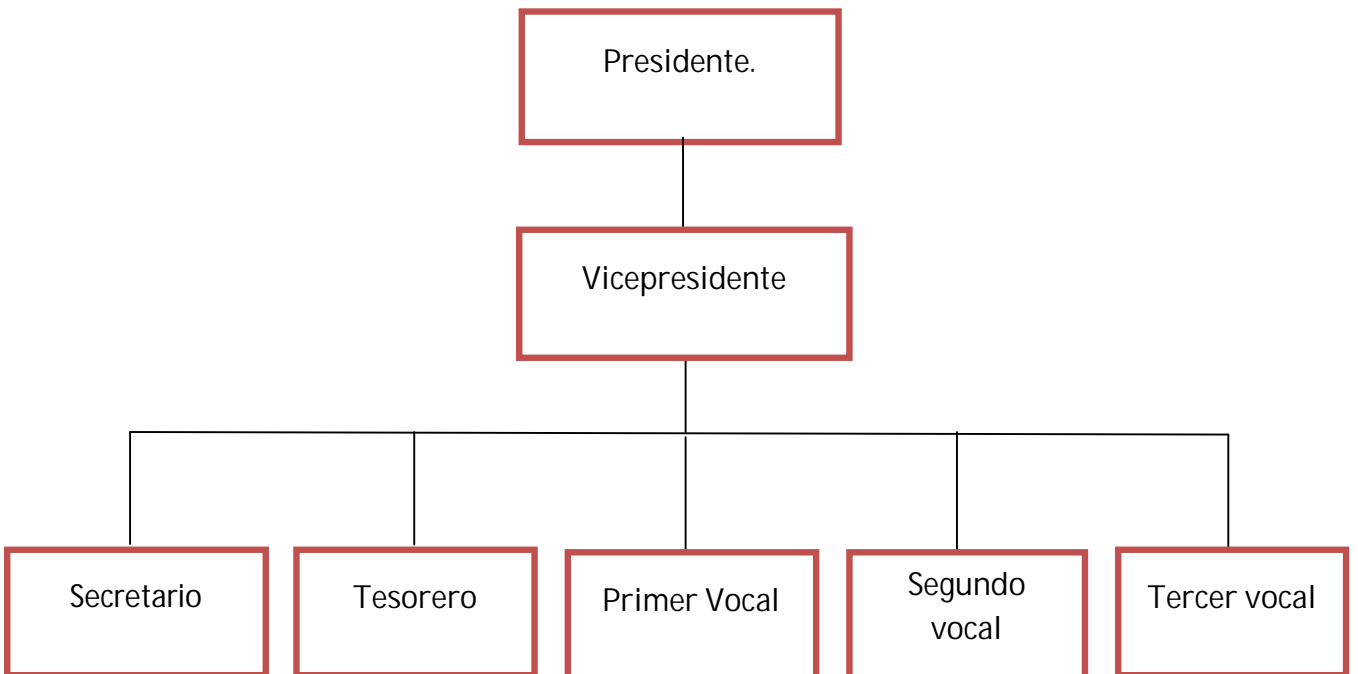 Presidente.
Vicepresidente
Secretario
Tesorero
Primer Vocal
Segundo
vocal
Tercer vocal